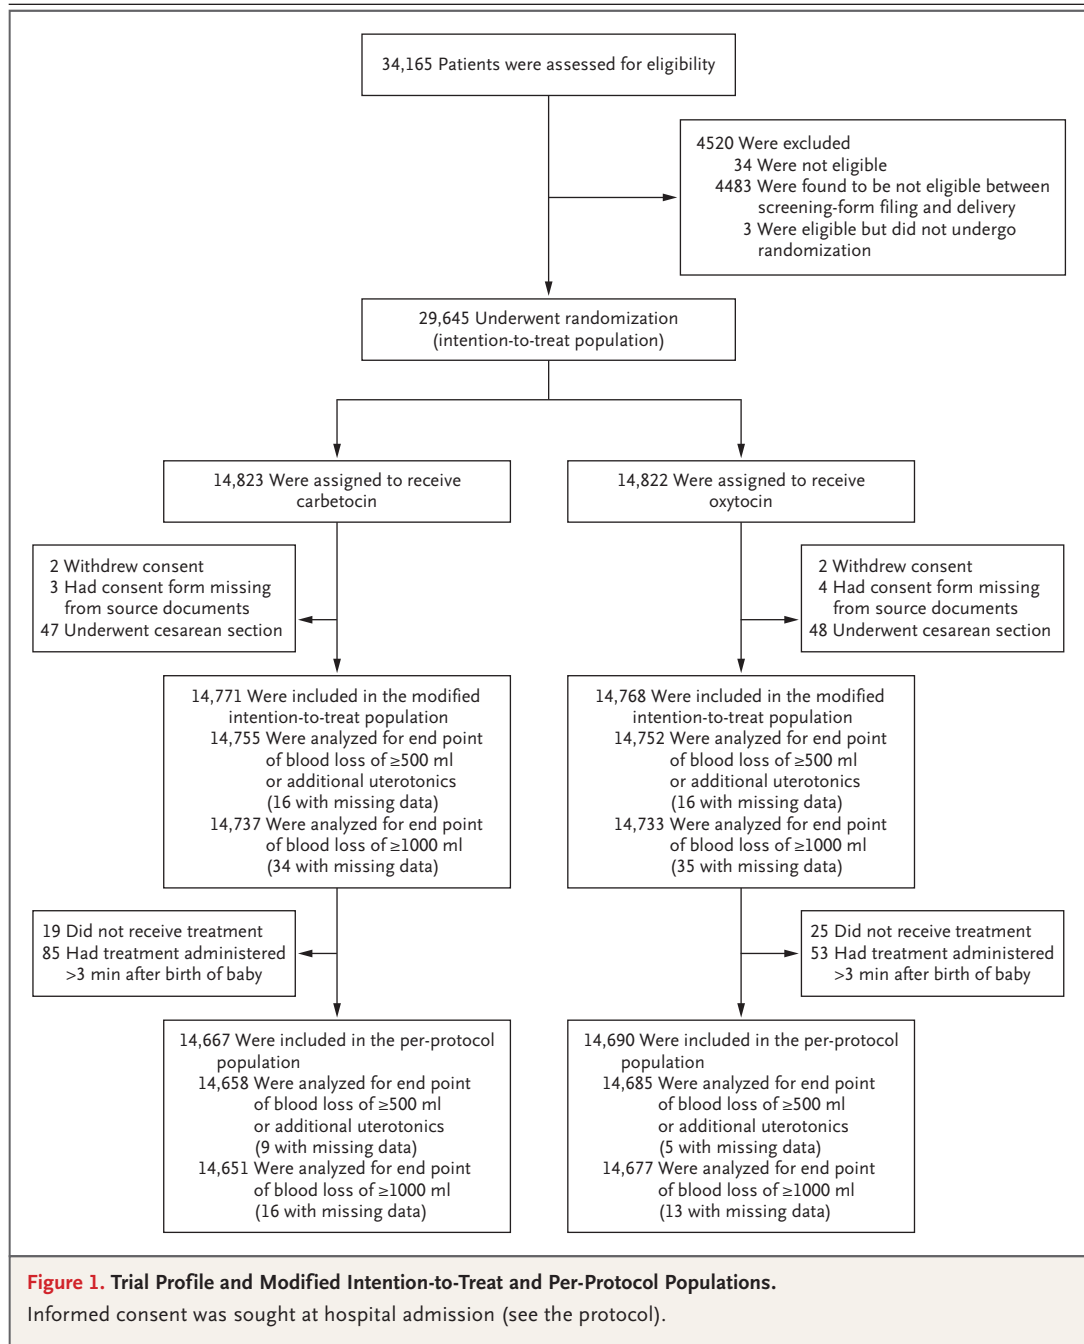 34,165 Patients were assessed for eligibility
4520 Were excluded
34 Were not eligible
4483 Were found to be not eligible between
screening-form filing and delivery
3 Were eligible but did not undergo
randomization
29,645 Underwent randomization
(intention-to-treat population)
14,823 Were assigned to receive
carbetocin
14,822 Were assigned to receive
oxytocin
2 Withdrew consent
3 Had consent form missing
from source documents
47 Underwent cesarean section
2 Withdrew consent
4 Had consent form missing
from source documents
48 Underwent cesarean section
14,771 Were included in the modified
intention-to-treat population
14,755 Were analyzed for end point
of blood loss of ≥500 ml
or additional uterotonics
(16 with missing data)
14,737 Were analyzed for end point
of blood loss of ≥1000 ml
(34 with missing data)
14,768 Were included in the modified
intention-to-treat population
14,752 Were analyzed for end point
of blood loss of ≥500 ml
or additional uterotonics
(16 with missing data)
14,733 Were analyzed for end point
of blood loss of ≥1000 ml
(35 with missing data)
19 Did not receive treatment
85 Had treatment administered
>3 min after birth of baby
25 Did not receive treatment
53 Had treatment administered
>3 min after birth of baby
14,667 Were included in the per-protocol
population
14,658 Were analyzed for end point
of blood loss of ≥500 ml
or additional uterotonics
(9 with missing data)
14,651 Were analyzed for end point
of blood loss of ≥1000 ml
(16 with missing data)
14,690 Were included in the per-protocol
population
14,685 Were analyzed for end point
of blood loss of ≥500 ml
or additional uterotonics
(5 with missing data)
14,677 Were analyzed for end point
of blood loss of ≥1000 ml
(13 with missing data)
Figure 1. Trial Profile and Modified Intention-to-Treat and Per-Protocol Populations.
Informed consent was sought at hospital admission (see the protocol).